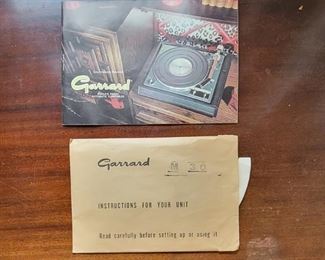 Garrard
Garrard
M 30
INSTRUCTIONS FOR YOUR UNIT
Read carefully before setting up or using it